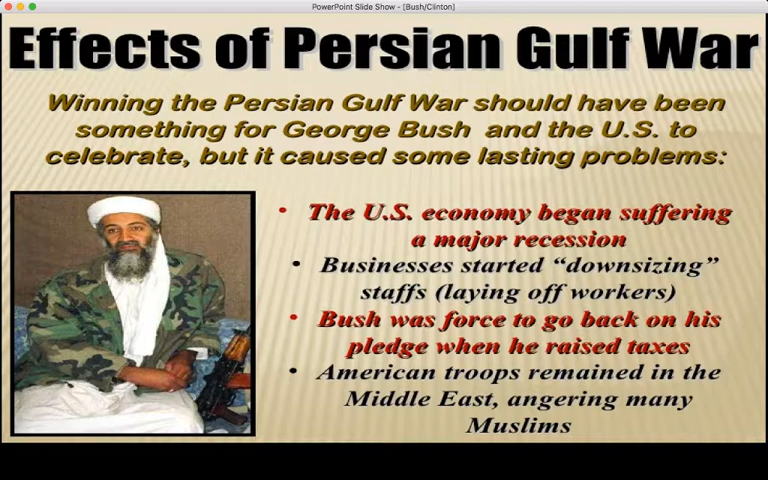 PowerPoint Slide Show - [Bush/Clinton]
Effects of Persian Gulf War
Winning the Persian Gulf War should have been
something for George Bush and the U.S. to
celebrate, but it caused some lasting problems:
• The U.S. economy began suffering
a major recession
• Businesses started “downsizing”
staffs (laying off workers)
• Bush was force to go back on his
pledge when he raised taxes
• American troops remained in the
Middle East, angering many
Muslims